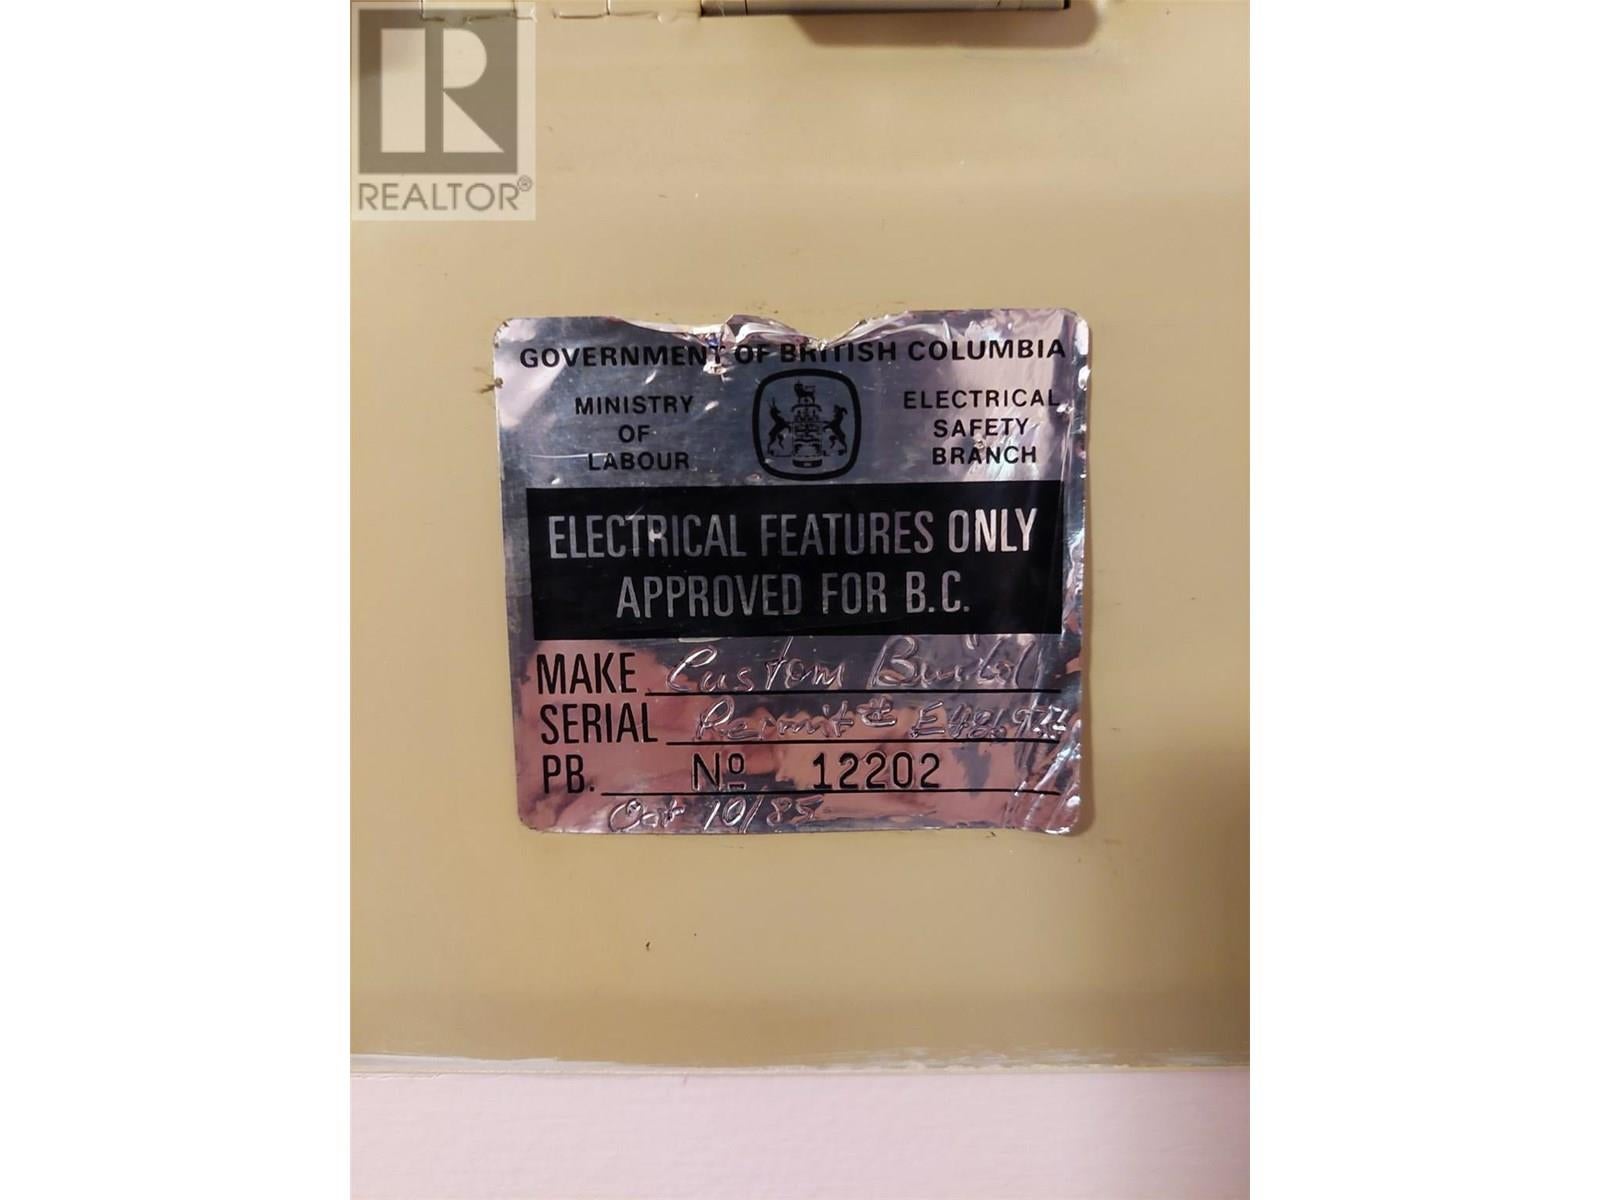 REALTOR®
GOVERNMENT OF BRITISH COLUMBIA
MINISTRY
OF
LABOUR
ELECTRICAL
SAFETY
BRANCH
ELECTRICAL FEATURES ONLY
APPROVED FOR B.C.
MAKE Custom Build
SERIAL Permit #
PB. Nº 12202
Oct 10/85